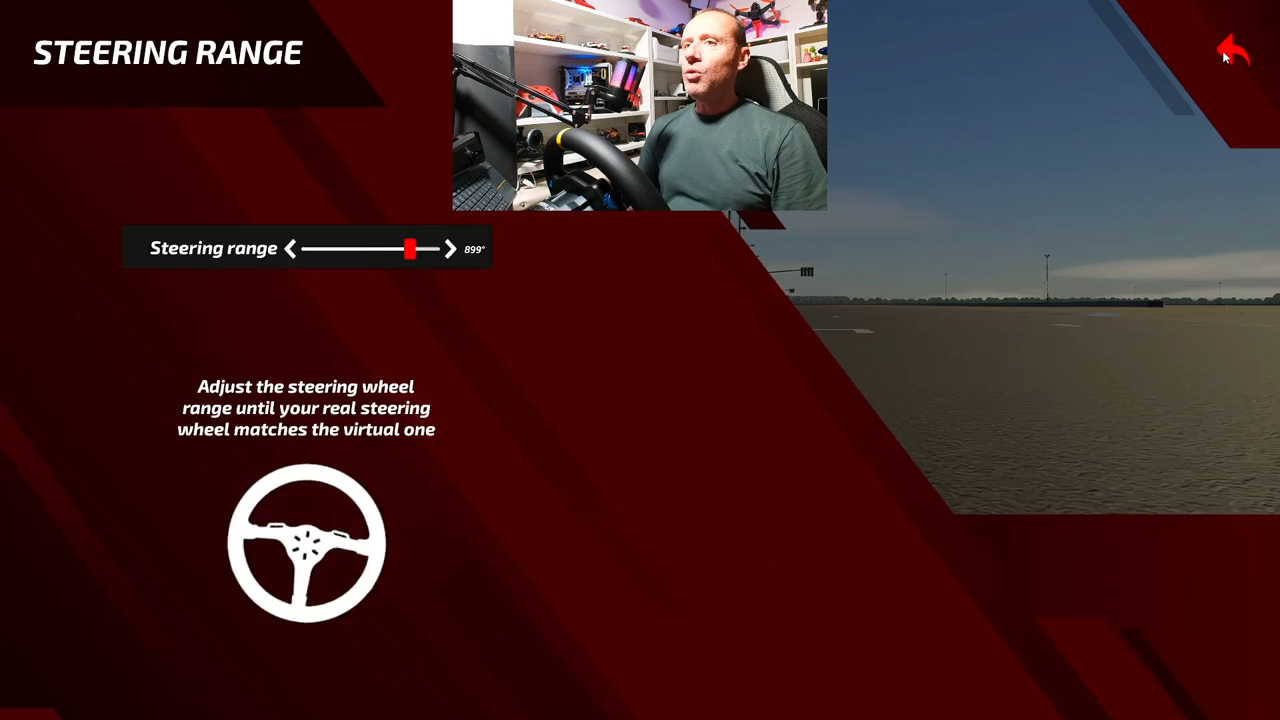 STEERING RANGE
Steering range 899°
Adjust the steering wheel
range until your real steering
wheel matches the virtual one